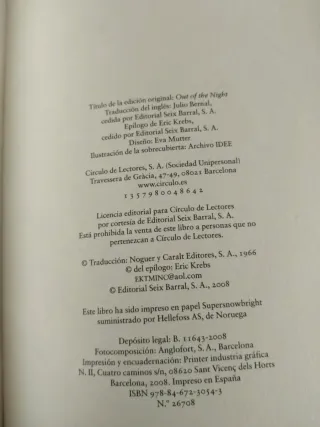 Título de la edición original: Out of the Night
Traducción del inglés: Julio Bernal,
cedida por Editorial Seix Barral, S. A.
Epílogo de Eric Krebs,
cedido por Editorial Seix Barral, S. A.
Diseño: Eva Mutter
Ilustración de la sobrecubierta: Archivo IDEE
Círculo de Lectores, S. A. (Sociedad Unipersonal)
Travessera de Gràcia, 47-49, 08021 Barcelona
www.circulo.es
1 3 5 7 9 8 0 0 4 8 6 4 2
Licencia editorial para Círculo de Lectores
por cortesía de Editorial Seix Barral, S. A.
Está prohibida la venta de este libro a personas que no
pertenezcan a Círculo de Lectores.
© Traducción: Noguer y Caralt Editores, S. A., 1966
© del epílogo: Eric Krebs
EKTMINC@aol.com
© Editorial Seix Barral, S. A., 2008
Este libro ha sido impreso en papel Supersnowbright
suministrado por Hellefoss AS, de Noruega
Depósito legal: B. 11643-2008
Fotocomposición: Anglofort, S. A., Barcelona
Impresión y encuadernación: Printer industria gráfica
N. II, Cuatro caminos s/n, 08620 Sant Vicenç dels Horts
Barcelona, 2008. Impreso en España
ISBN 978-84-672-3054-3
N.º 26708